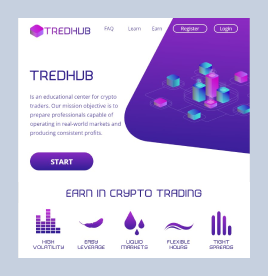 TREDHUB
FAQ
Learn
Earn
Register
Login
TREDHUB
Is an educational center for crypto
traders. Our mission objective is to
prepare professionals capable of
operating in real-world markets and
producing consistent profits.
START
EARN IN CRYPTO TRADING
HIGH
VOLATILITY
EASY
LEVERAGE
LIQUID
MARKETS
FLEXIBLE
HOURS
TIGHT
SPREADS